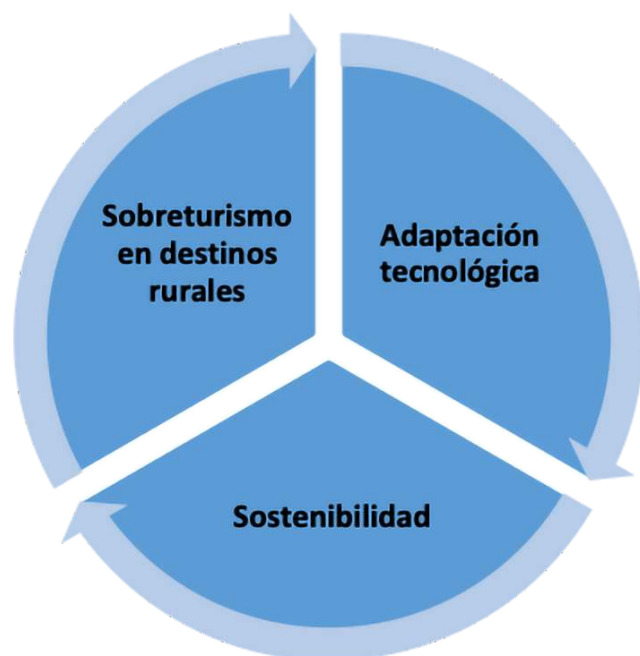 Sobreturismo
en destinos
rurales
Adaptación
tecnológica
Sostenibilidad